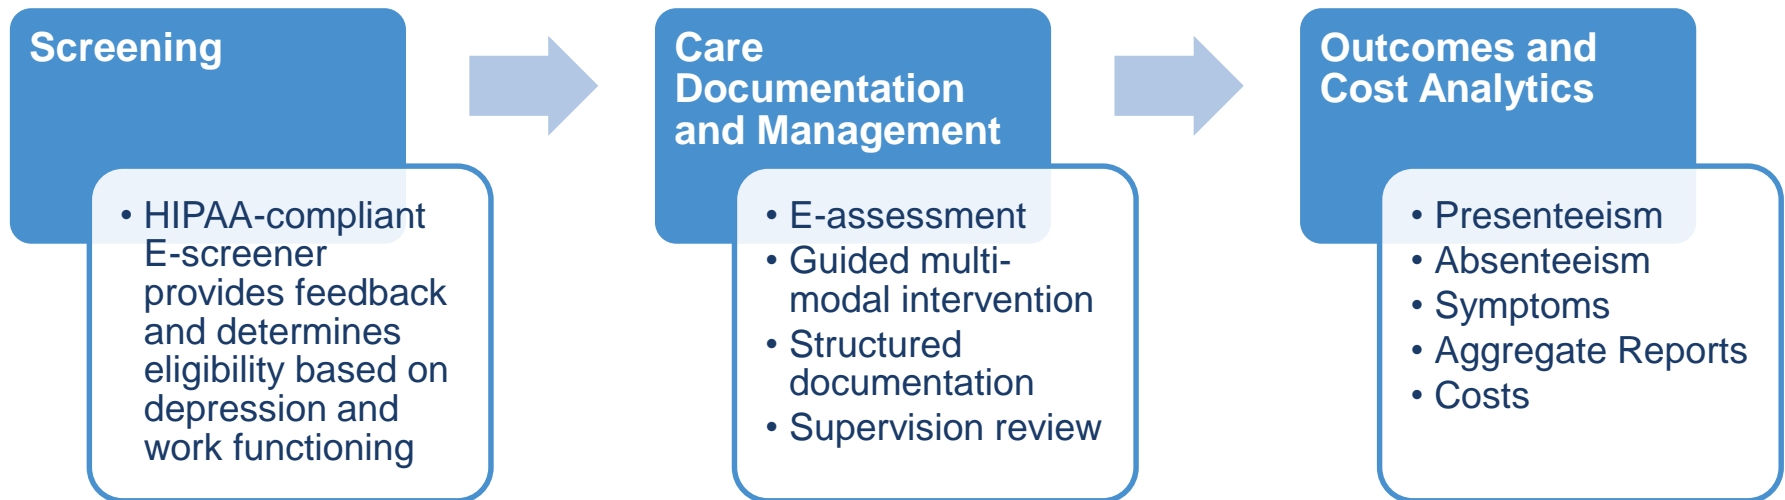 Screening
• HIPAA-compliant
E-screener
provides feedback
and determines
eligibility based on
depression and
work functioning
Care
Documentation
and Management
• E-assessment
• Guided multi-
modal intervention
• Structured
documentation
• Supervision review
Outcomes and
Cost Analytics
• Presenteeism
• Absenteeism
• Symptoms
• Aggregate Reports
• Costs